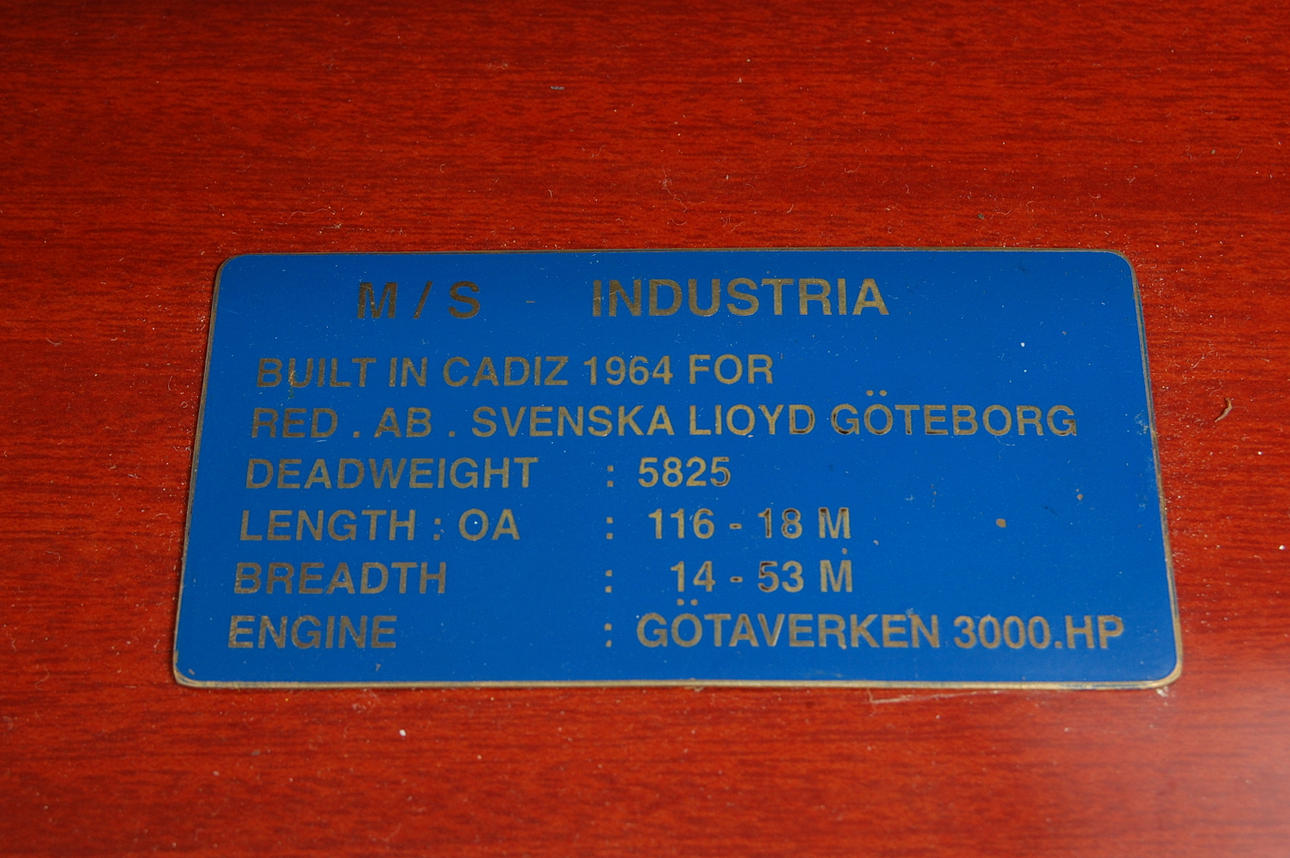 M / S - INDUSTRIA
BUILT IN CADIZ 1964 FOR
RED . AB . SVENSKA LIOYD GÖTEBORG
DEADWEIGHT : 5825
LENGTH : OA : 116 - 18 M
BREADTH : 14 - 53 M
ENGINE : GÖTAVERKEN 3000.HP